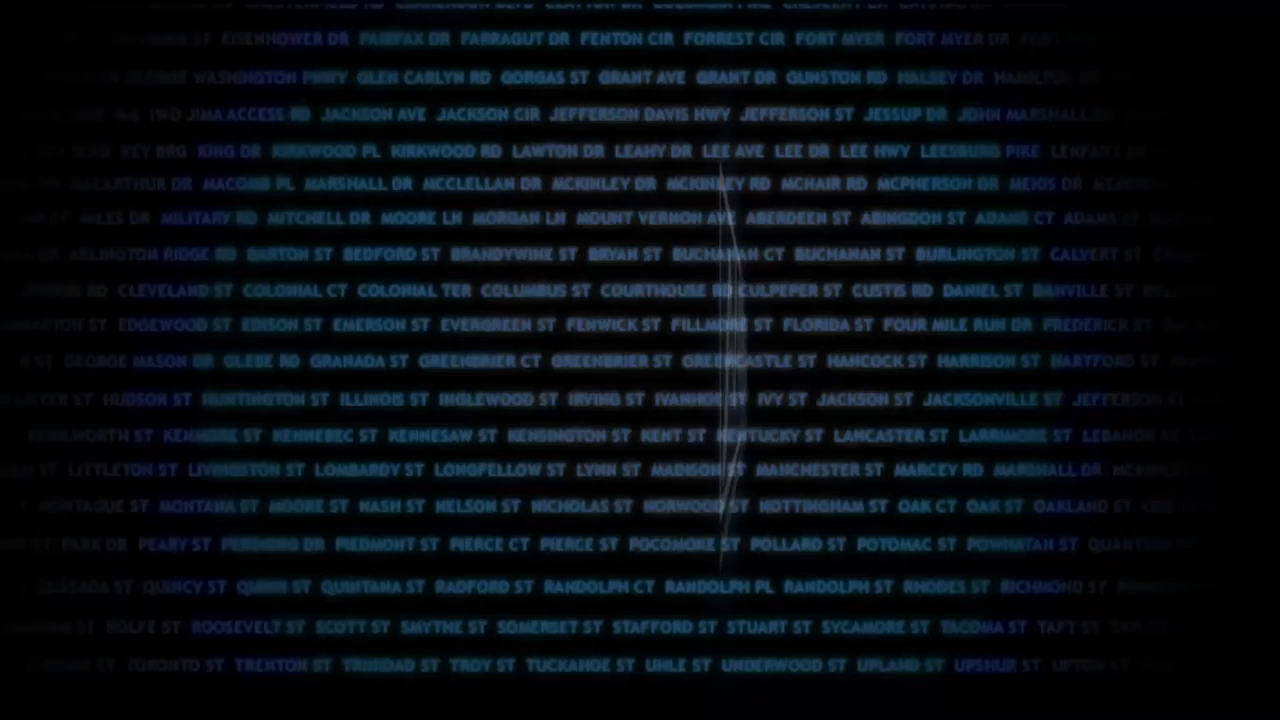 ST EISENHOWER DR FAIRFAX DR FARRAGUT DR FENTON CIR FORREST CIR FORT MYER FORT MYER DR
GEORGE WASHINGTON PKWY GLEN CARLYN RD GORGAS ST GRANT AVE GRANT DR GUNSTON RD HALSEY DR
IWO JIMA ACCESS RD JACKSON AVE JACKSON CIR JEFFERSON DAVIS HWY JEFFERSON ST JESSUP DR JOHN MARSHALL
KEY BRG KING DR KIRKWOOD PL KIRKWOOD RD LAWTON DR LEAHY DR LEE AVE LEE DR LEE HWY LEESBURG PIKE
MACARTHUR DR MACOMB PL MARSHALL DR MCCLELLAN DR MCKINLEY DR MCKINLEY RD MCNAIR RD MCPHERSON DR MEIGS DR
MILES DR MILITARY RD MITCHELL DR MOORE LN MORGAN LN MOUNT VERNON AVE ABERDEEN ST ABINGDON ST ADAMS CT ADAMS
ARLINGTON RIDGE RD BARTON ST BEDFORD ST BRANDYWINE ST BRYAN ST BUCHANAN CT BUCHANAN ST BURLINGTON ST CALVERT ST
RD CLEVELAND ST COLONIAL CT COLONIAL TER COLUMBUS ST COURTHOUSE RD CULPEPER ST CUSTIS RD DANIEL ST DANVILLE ST
ST EDGEWOOD ST EDISON ST EMERSON ST EVERGREEN ST FENWICK ST FILLMORE ST FLORIDA ST FOUR MILE RUN DR FREDERICK ST
ST GEORGE MASON DR GLEBE RD GRANADA ST GREENBRIER CT GREENBRIER ST GREENCASTLE ST HANCOCK ST HARRISON ST HARTFORD ST
ST HUDSON ST HUNTINGTON ST ILLINOIS ST INGLEWOOD ST IRVING ST IVANHOE ST IVY ST JACKSON ST JACKSONVILLE ST JEFFERSON
KENILWORTH ST KENMORE ST KENNEBEC ST KENNESAW ST KENSINGTON ST KENT ST KENTUCKY ST LANCASTER ST LARRIMORE ST LEBANON
LITTLETON ST LIVINGSTON ST LOMBARDY ST LONGFELLOW ST LYNN ST MADISON ST MANCHESTER ST MARCEY RD MARSHALL DR
MONTAGUE ST MONTANA ST MOORE ST NASH ST NELSON ST NICHOLAS ST NORWOOD ST NOTTINGHAM ST OAK CT OAK ST OAKLAND ST
PARK DR PEARY ST PERSHING DR PIEDMONT ST PIERCE CT PIERCE ST POCOMOKE ST POLLARD ST POTOMAC ST POWHATAN ST
QUESADA ST QUINCY ST QUINN ST QUINTANA ST RADFORD ST RANDOLPH CT RANDOLPH PL RANDOLPH ST RHODES ST RICHMOND ST
ROLFE ST ROOSEVELT ST SCOTT ST SMYTHE ST SOMERSET ST STAFFORD ST STUART ST SYCAMORE ST TACOMA ST TAFT ST
TORONTO ST TRENTON ST TRINIDAD ST TROY ST TUCKAHOE ST UHLE ST UNDERWOOD ST UPLAND ST UPSHUR ST UPTON